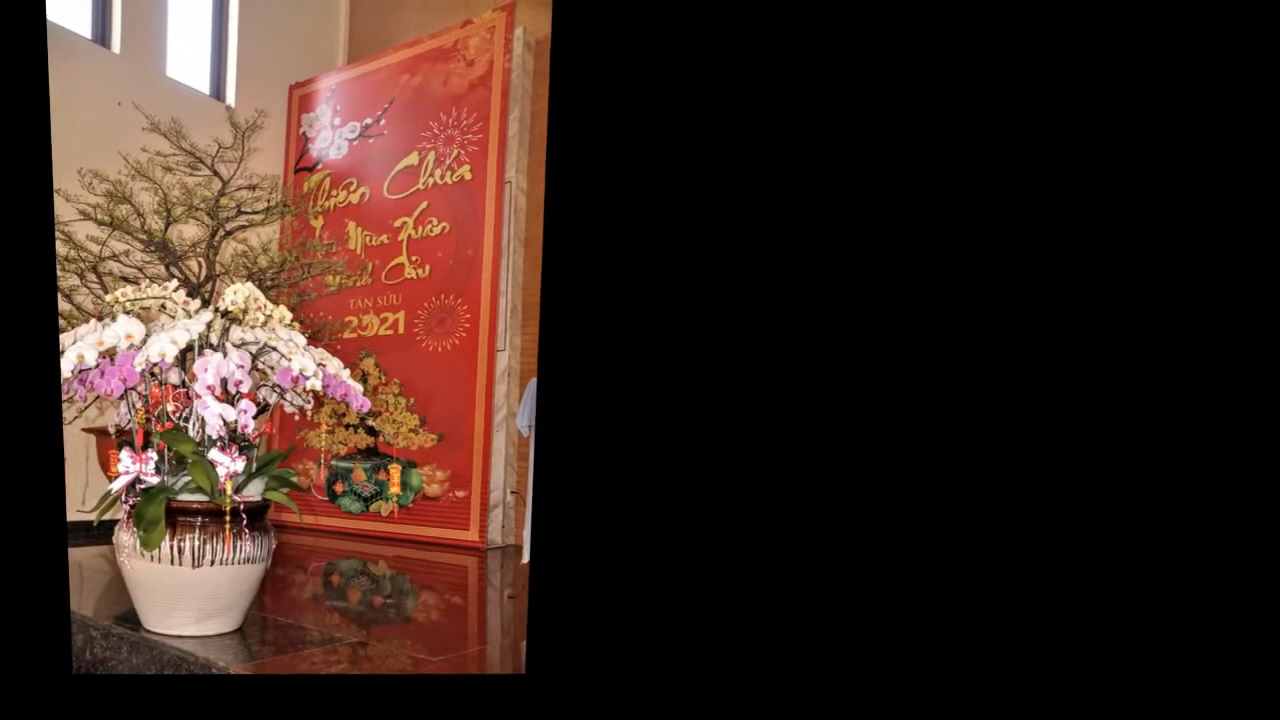 Thiên Chúa
Mùa Xuân
Vĩnh Cửu
TÂN SỬU
2021